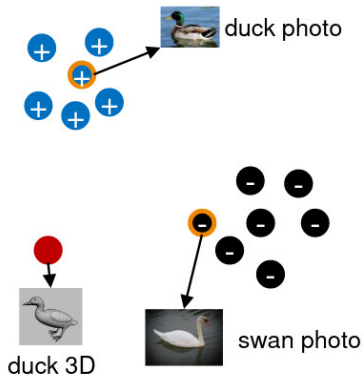 duck photo
+ +
+
+ + +
- -
- - -
- -
swan photo
duck 3D